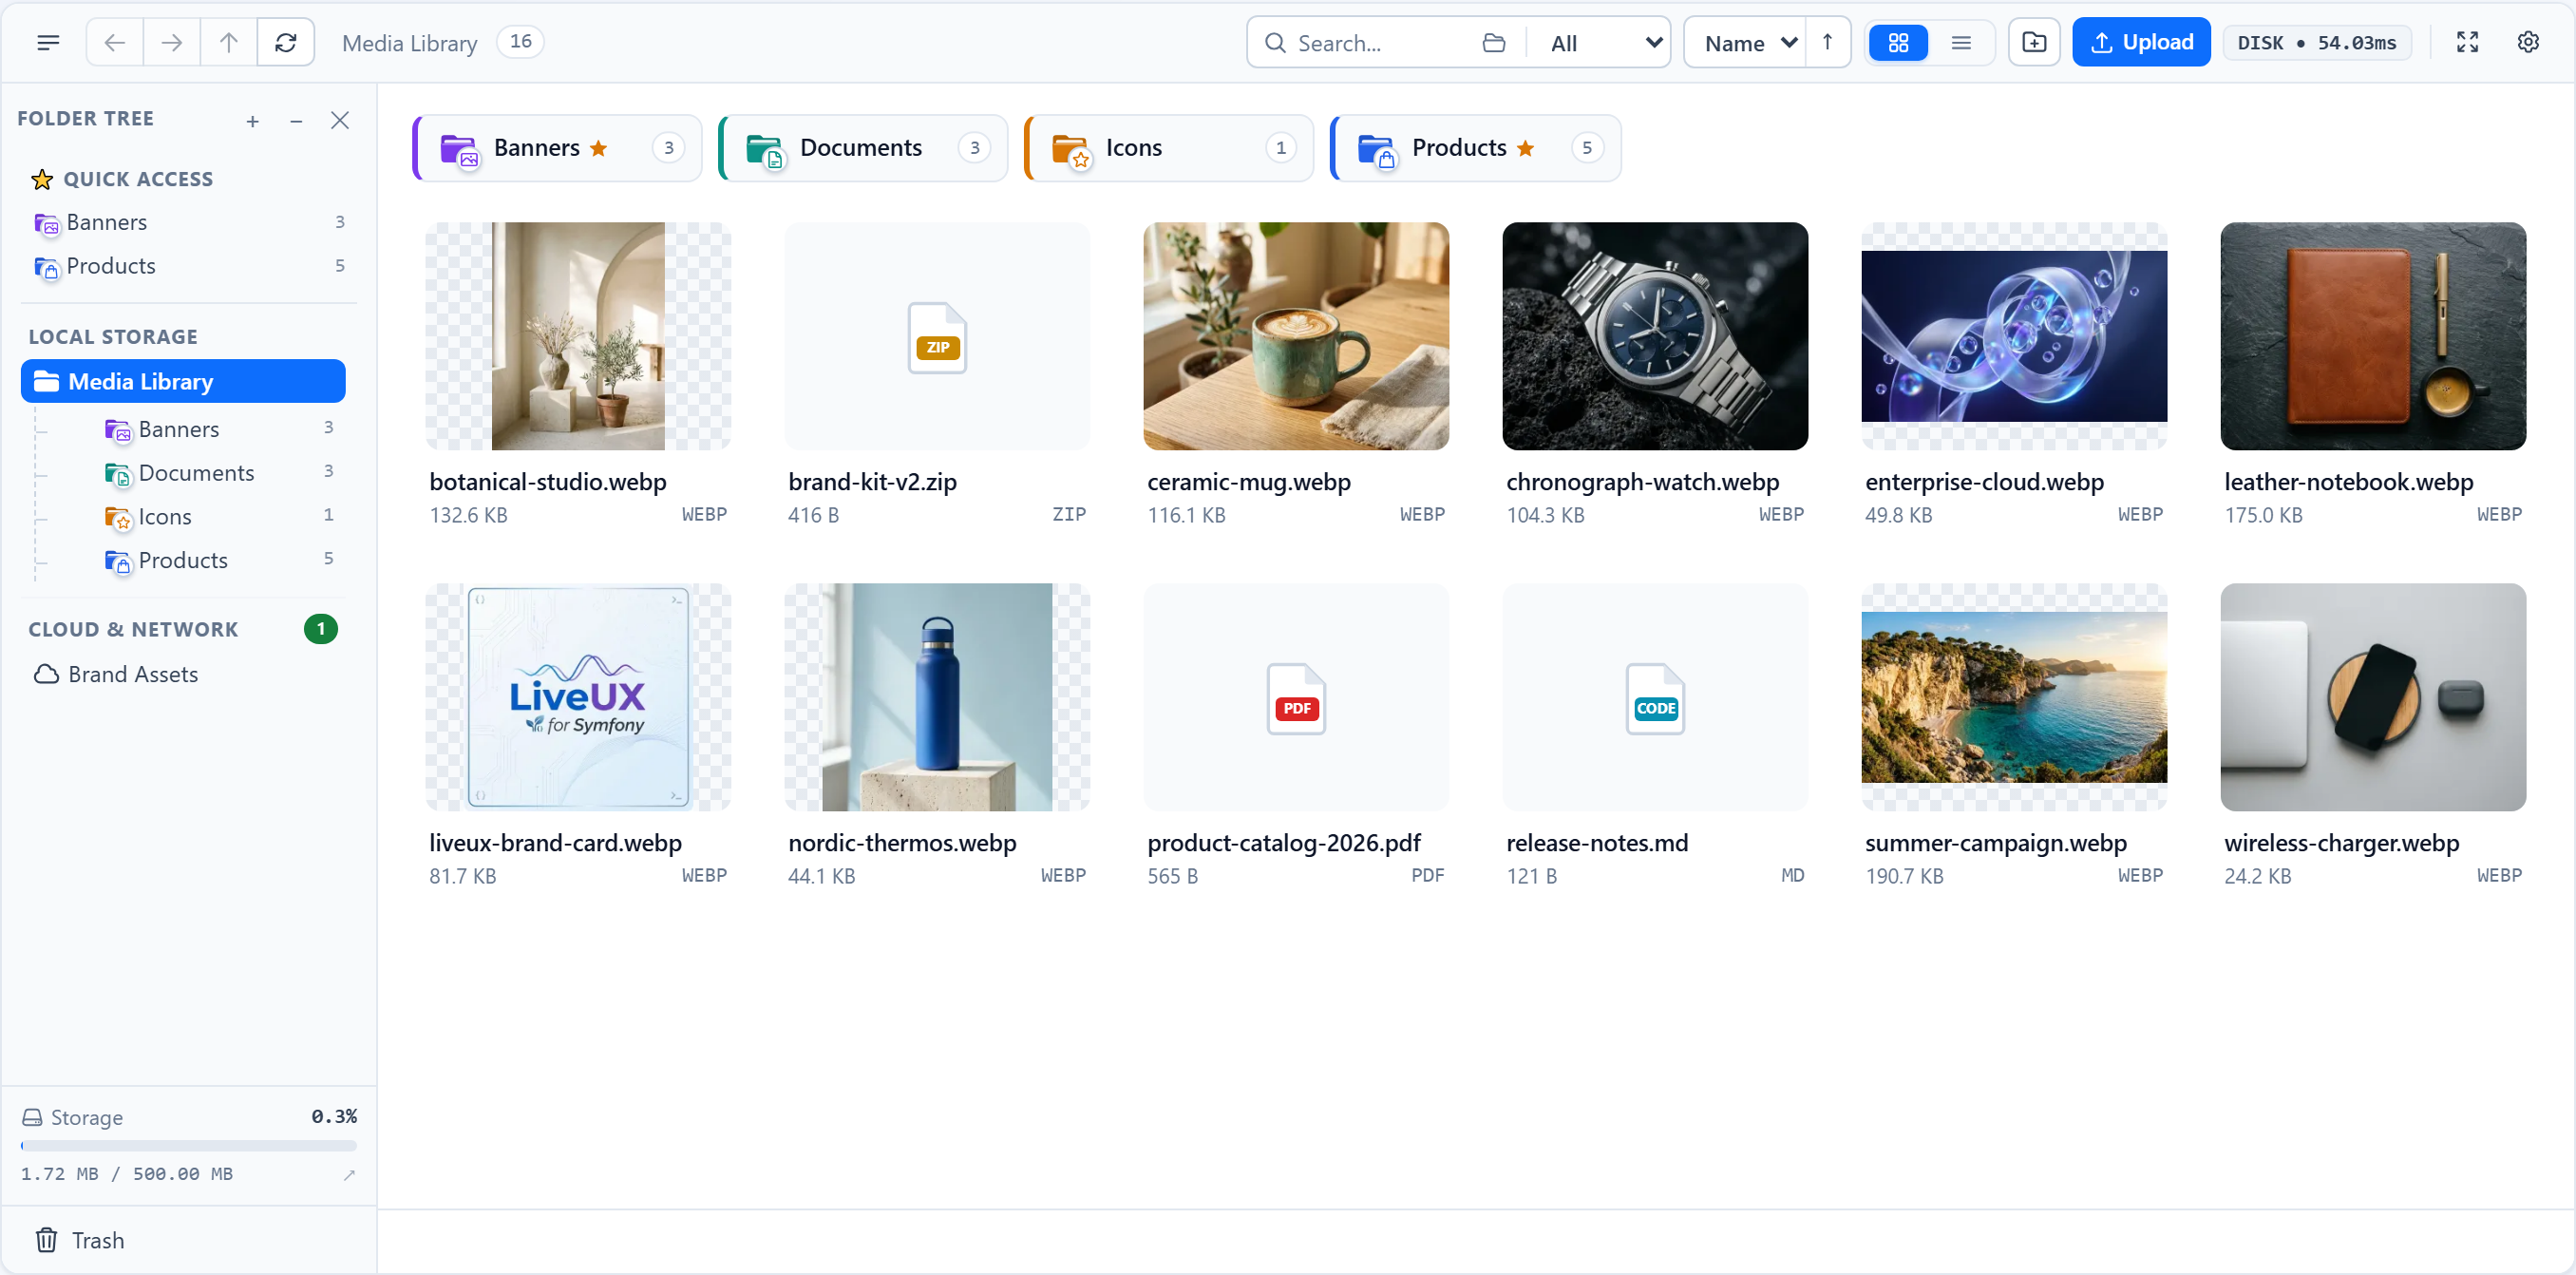 Media Library 16
Search...
All
Name ↑
Upload
DISK • 54.03ms
FOLDER TREE + −
QUICK ACCESS
Banners 3
Products 5
LOCAL STORAGE
Media Library
Banners 3
Documents 3
Icons 1
Products 5
CLOUD & NETWORK 1
Brand Assets
Storage 0.3%
1.72 MB / 500.00 MB
Trash
Banners 3
Documents 3
Icons 1
Products 5
botanical-studio.webp
132.6 KB WEBP
ZIP
brand-kit-v2.zip
416 B ZIP
ceramic-mug.webp
116.1 KB WEBP
chronograph-watch.webp
104.3 KB WEBP
enterprise-cloud.webp
49.8 KB WEBP
leather-notebook.webp
175.0 KB WEBP
LiveUX
for Symfony
liveux-brand-card.webp
81.7 KB WEBP
nordic-thermos.webp
44.1 KB WEBP
PDF
product-catalog-2026.pdf
565 B PDF
CODE
release-notes.md
121 B MD
summer-campaign.webp
190.7 KB WEBP
wireless-charger.webp
24.2 KB WEBP